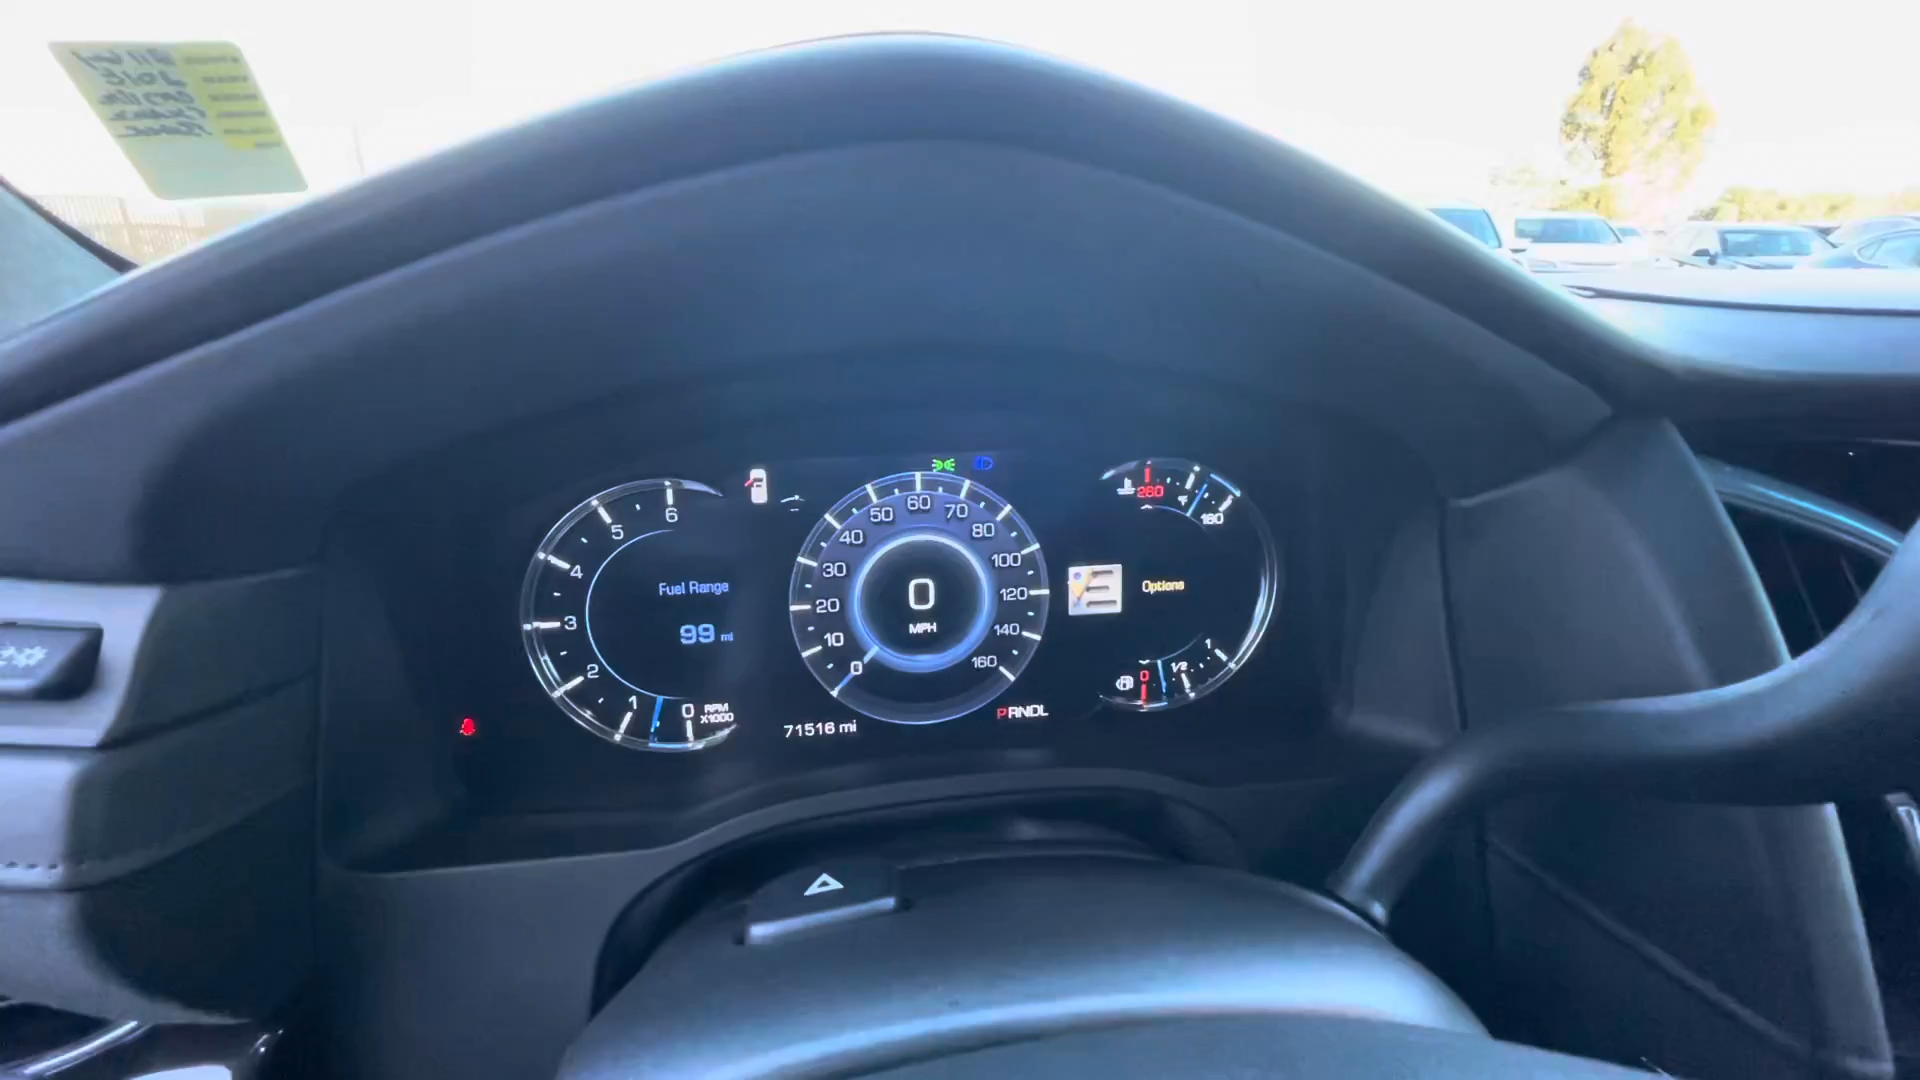 6
5
4
3
2
1
0 RPM
X1000
Fuel Range
99 mi
60
50 70
40 80
30 100
20 120
10 140
0 160
0
MPH
71516 mi
PRNDL
260
160
Options
0 1/2 1